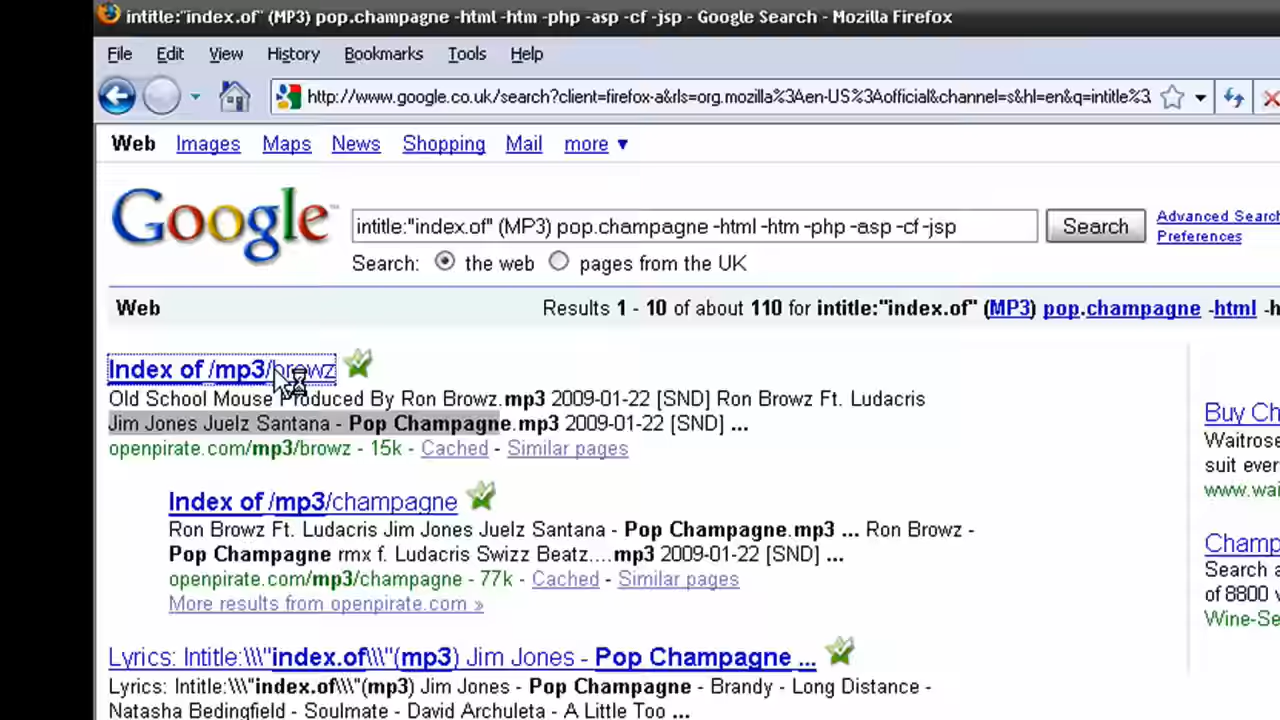 intitle:"index.of" (MP3) pop.champagne -html -htm -php -asp -cf -jsp - Google Search - Mozilla Firefox
File Edit View History Bookmarks Tools Help
http://www.google.co.uk/search?client=firefox-a&rls=org.mozilla%3Aen-US%3Aofficial&channel=s&hl=en&q=intitle%3
Web Images Maps News Shopping Mail more ▼
Google™
intitle:"index.of" (MP3) pop.champagne -html -htm -php -asp -cf -jsp
Search
Advanced Search
Preferences
Search: the web pages from the UK
Web Results 1 - 10 of about 110 for intitle:"index.of" (MP3) pop.champagne -html -h
Index of /mp3/browz
Old School Mouse Produced By Ron Browz.mp3 2009-01-22 [SND] Ron Browz Ft. Ludacris
Jim Jones Juelz Santana - Pop Champagne.mp3 2009-01-22 [SND] ...
openpirate.com/mp3/browz - 15k - Cached - Similar pages
Index of /mp3/champagne
Ron Browz Ft. Ludacris Jim Jones Juelz Santana - Pop Champagne.mp3 ... Ron Browz -
Pop Champagne rmx f. Ludacris Swizz Beatz....mp3 2009-01-22 [SND] ...
openpirate.com/mp3/champagne - 77k - Cached - Similar pages
More results from openpirate.com »
Lyrics: Intitle:\\\"index.of\\\"(mp3) Jim Jones - Pop Champagne ...
Lyrics: Intitle:\\\"index.of\\\"(mp3) Jim Jones - Pop Champagne - Brandy - Long Distance -
Natasha Bedingfield - Soulmate - David Archuleta - A Little Too ...
Buy Ch
Waitrose
suit ever
www.wai
Champ
Search a
of 8800 v
Wine-Se